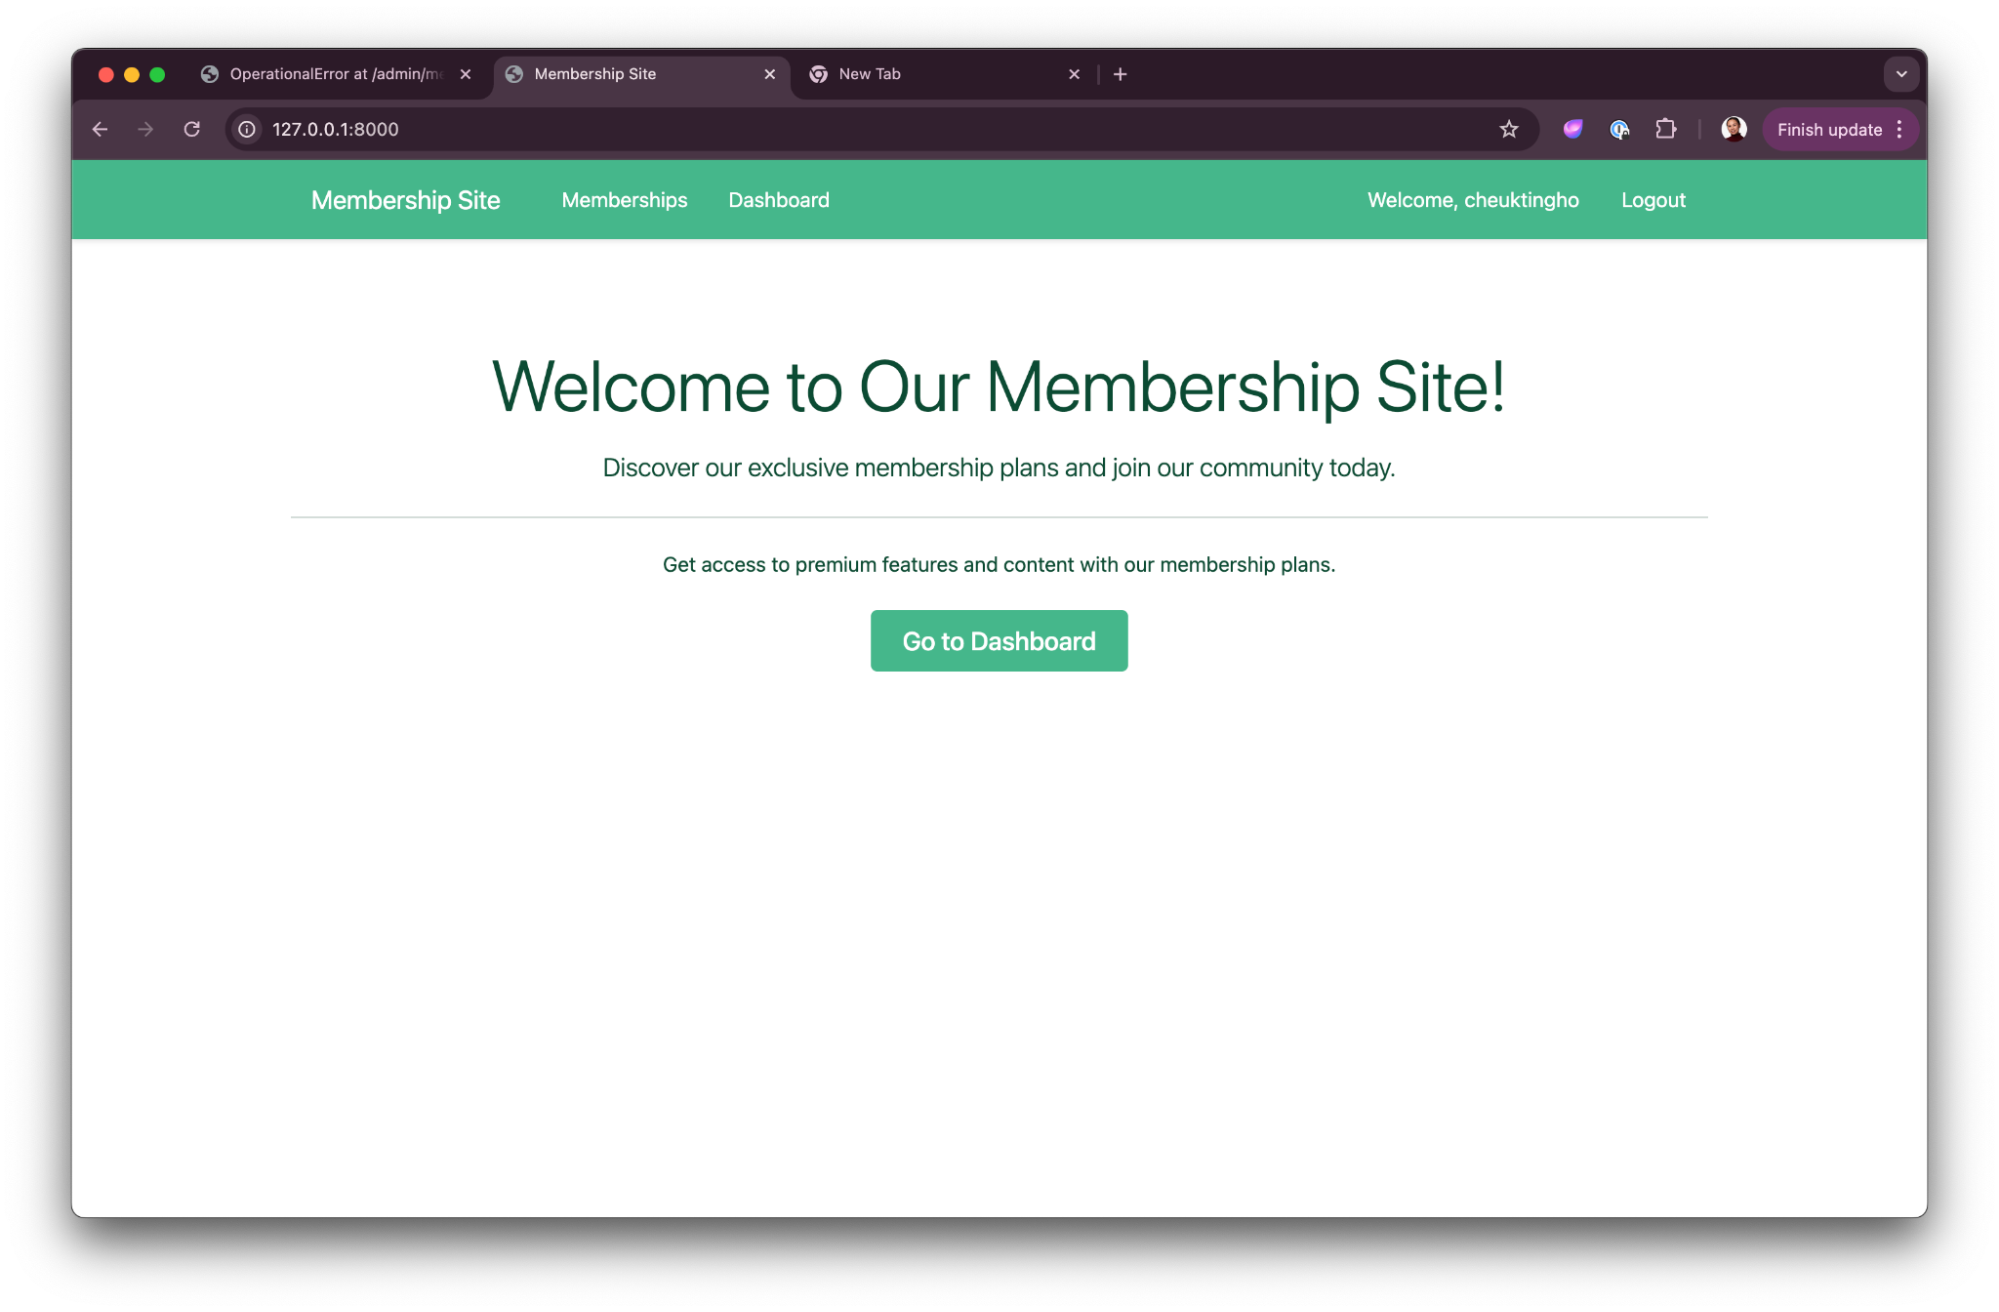 OperationalError at /admin/me
Membership Site
New Tab
127.0.0.1:8000
Finish update
Membership Site Memberships Dashboard Welcome, cheuktingho Logout
Welcome to Our Membership Site!
Discover our exclusive membership plans and join our community today.
Get access to premium features and content with our membership plans.
Go to Dashboard